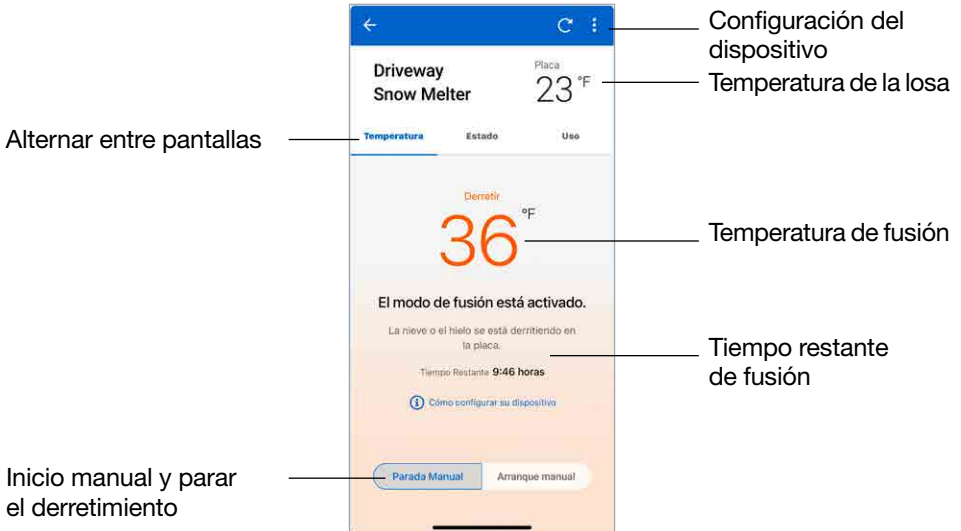 Configuración del
dispositivo
Driveway
Snow Melter
Placa
23 °F
Temperatura de la losa
Alternar entre pantallas
Temperatura Estado Uso
Derretir
36 °F
Temperatura de fusión
El modo de fusión está activado.
La nieve o el hielo se está derritiendo en
la placa.
Tiempo Restante 9:46 horas
Tiempo restante
de fusión
Cómo configurar su dispositivo
Inicio manual y parar
el derretimiento
Parada Manual Arranque manual